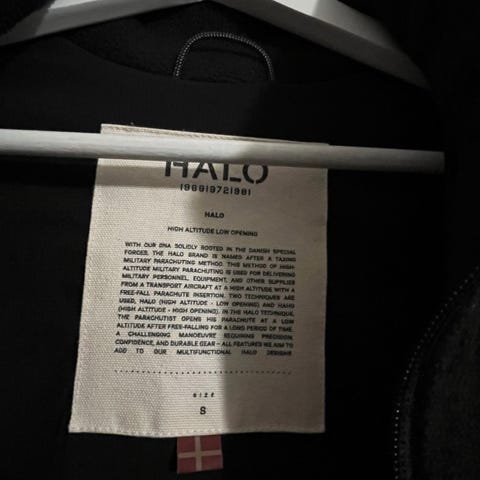 HALO
196919721981
HALO
HIGH ALTITUDE LOW OPENING
WITH OUR DNA SOLIDLY ROOTED IN THE DANISH SPECIAL
FORCES, THE HALO BRAND IS NAMED AFTER A TAXING
MILITARY PARACHUTING METHOD. THIS METHOD OF HIGH-
ALTITUDE MILITARY PARACHUTING IS USED FOR DELIVERING
MILITARY PERSONNEL, EQUIPMENT, AND OTHER SUPPLIES
FROM A TRANSPORT AIRCRAFT AT A HIGH ALTITUDE WITH A
FREE-FALL PARACHUTE INSERTION. TWO TECHNIQUES ARE
USED, HALO (HIGH ALTITUDE - LOW OPENING) AND HAHO
(HIGH ALTITUDE - HIGH OPENING). IN THE HALO TECHNIQUE,
THE PARACHUTIST OPENS HIS PARACHUTE AT A LOW
ALTITUDE AFTER FREE-FALLING FOR A LONG PERIOD OF TIME.
A CHALLENGING MANOEUVRE REQUIRING PRECISION,
CONFIDENCE, AND DURABLE GEAR – ALL FEATURES WE AIM TO
ADD TO OUR MULTIFUNCTIONAL HALO DESIGNS
SIZE
S